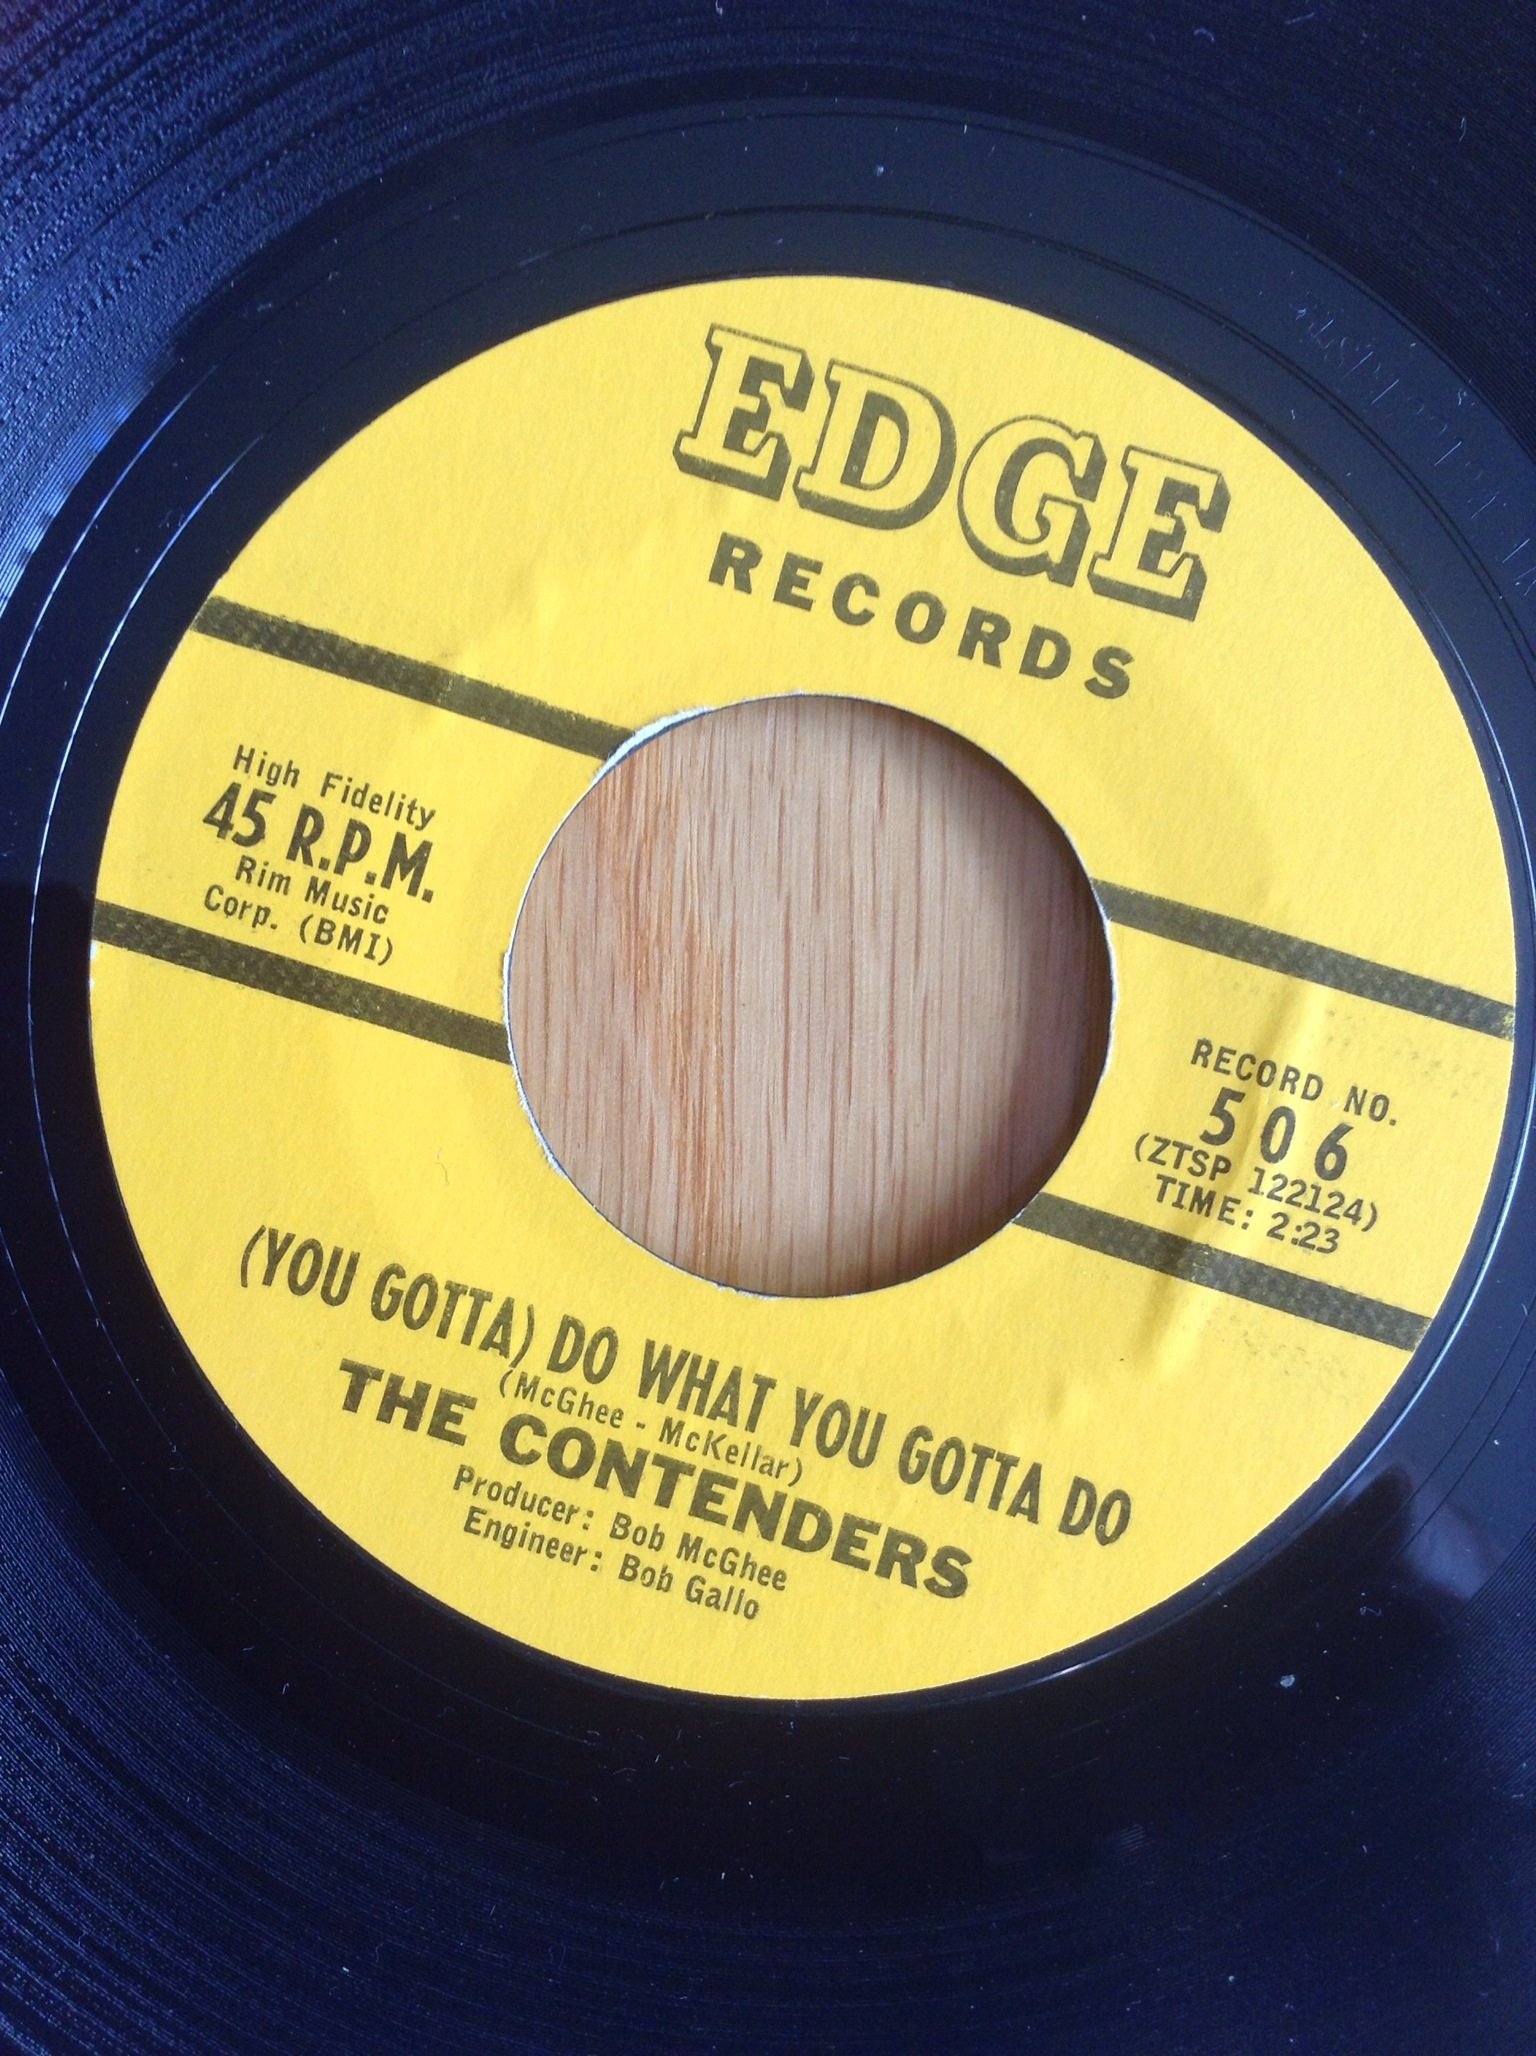 EDGE
RECORDS
High Fidelity
45 R.P.M.
Rim Music
Corp. (BMI)
RECORD NO.
506
(ZTSP 122124)
TIME: 2:23
(YOU GOTTA) DO WHAT YOU GOTTA DO
(McGhee - McKellar)
THE CONTENDERS
Producer: Bob McGhee
Engineer: Bob Gallo